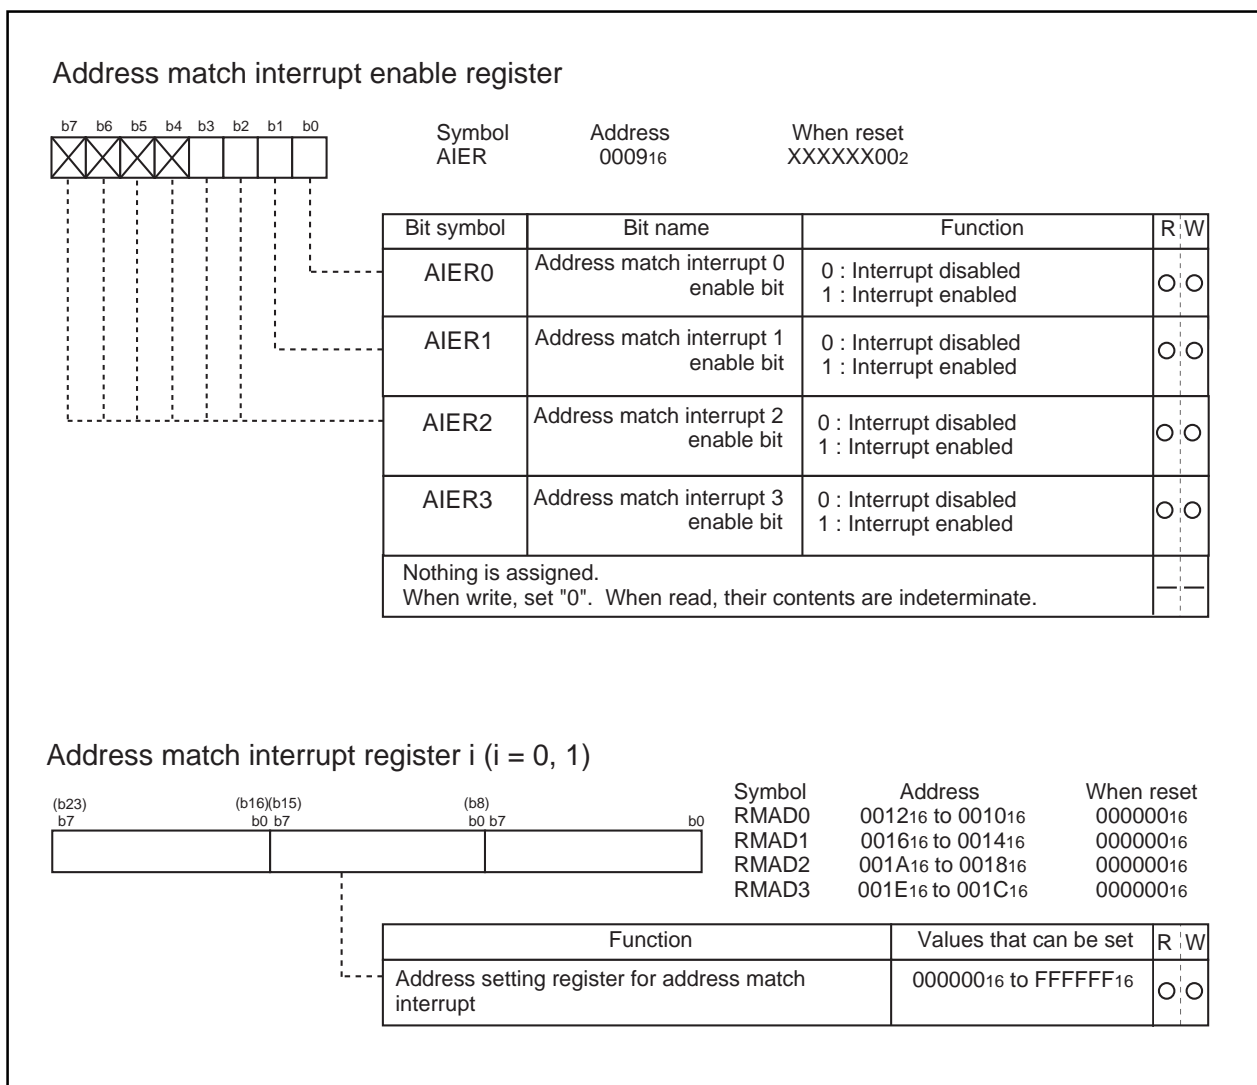 Address match interrupt enable register
b7 b6 b5 b4 b3 b2 b1 b0
Symbol Address When reset
AIER 000916 XXXXXX002
Bit symbol Bit name Function R W
AIER0 Address match interrupt 0 enable bit 0 : Interrupt disabled
1 : Interrupt enabled
AIER1 Address match interrupt 1 enable bit 0 : Interrupt disabled
1 : Interrupt enabled
AIER2 Address match interrupt 2 enable bit 0 : Interrupt disabled
1 : Interrupt enabled
AIER3 Address match interrupt 3 enable bit 0 : Interrupt disabled
1 : Interrupt enabled
Nothing is assigned.
When write, set "0". When read, their contents are indeterminate.
Address match interrupt register i (i = 0, 1)
(b23) (b16)(b15) (b8)
b7 b0 b7 b0 b7 b0
Symbol Address When reset
RMAD0 001216 to 001016 00000016
RMAD1 001616 to 001416 00000016
RMAD2 001A16 to 001816 00000016
RMAD3 001E16 to 001C16 00000016
Function Values that can be set R W
Address setting register for address match
interrupt
00000016 to FFFFFF16